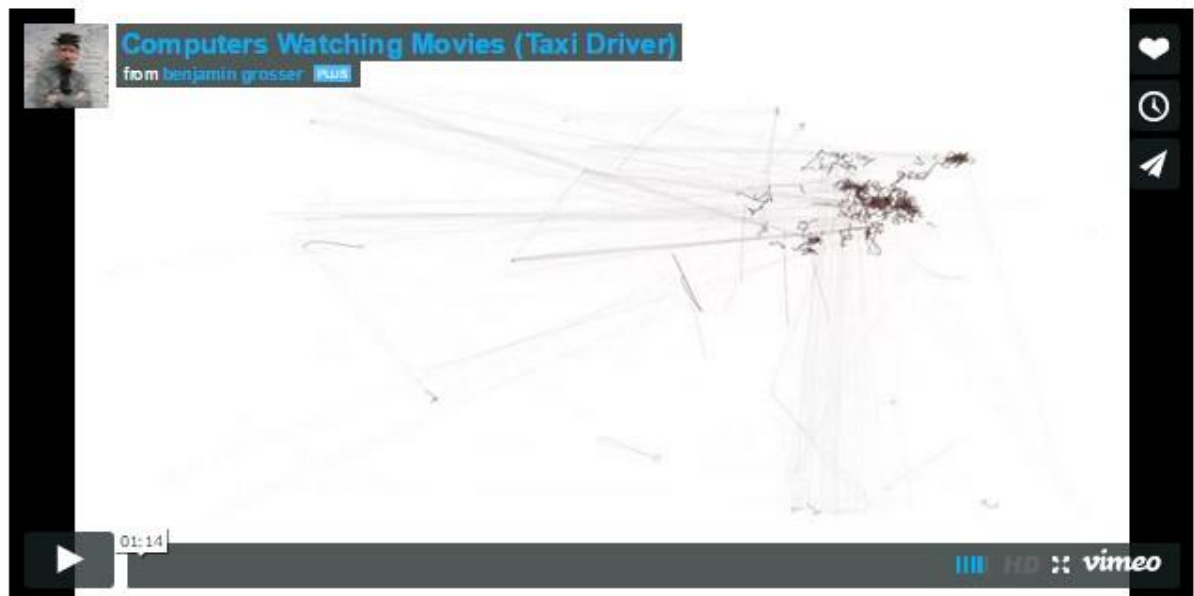 Computers Watching Movies (Taxi Driver)
from benjamin grosser PLUS
01:14
HD vimeo